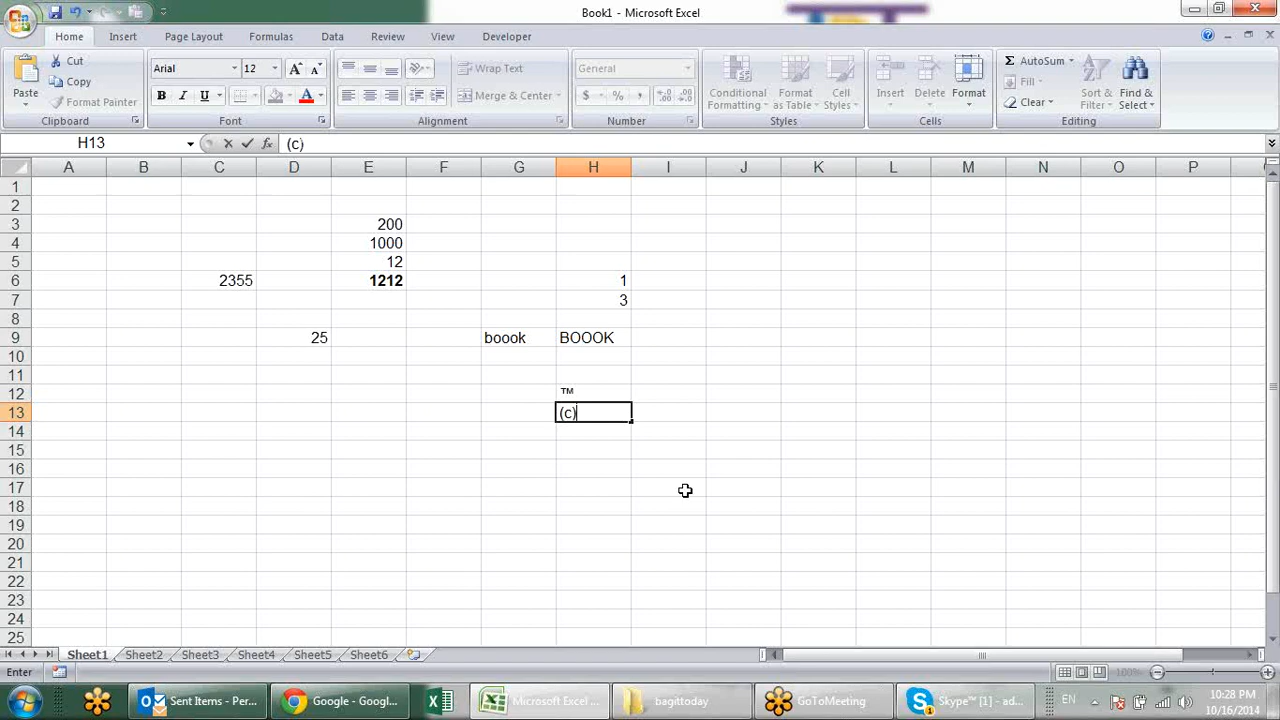 Book1 - Microsoft Excel
Home Insert Page Layout Formulas Data Review View Developer
Paste Cut Copy Format Painter Clipboard
Arial 12 B I U A Font
Wrap Text Merge & Center Alignment
General $ % , Number
Conditional Formatting Format as Table Cell Styles Styles
Insert Delete Format Cells
Σ AutoSum Fill Clear Sort & Filter Find & Select Editing
H13 fx (c)
A B C D E F G H I J K L M N O P
1
2
3 200
4 1000
5 12
6 2355 1212 1
7 3
8
9 25 boook BOOOK
10
11
12 ™
13 (c)
14
15
16
17
18
19
20
21
22
23
24
25
Sheet1 Sheet2 Sheet3 Sheet4 Sheet5 Sheet6
Enter 100%
Sent Items - Per... Google - Goo... Microsoft Excel ... bagittoday GoToMeeting Skype™ [1] - ad... EN 10:28 PM
10/16/2014